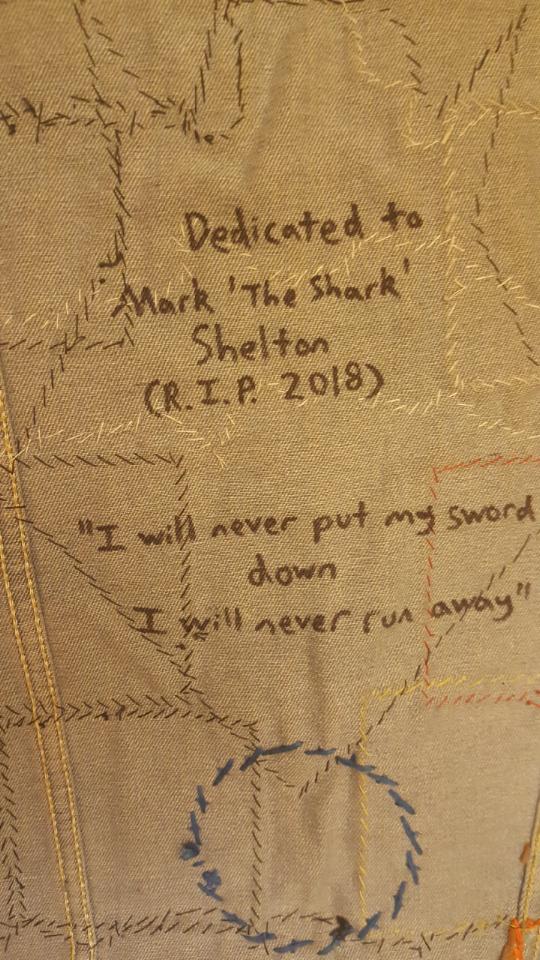 Dedicated to
Mark 'The Shark'
Shelton
(R.I.P. 2018)
"I will never put my sword
down
I will never run away"